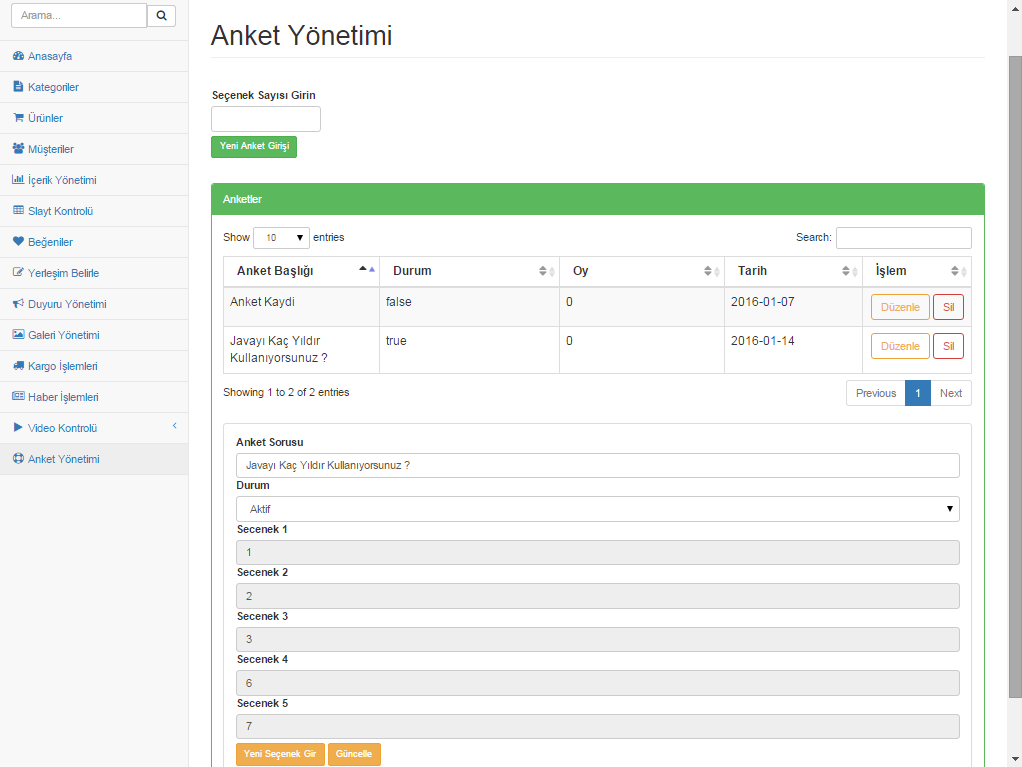 Arama...
Anasayfa
Kategoriler
Ürünler
Müşteriler
İçerik Yönetimi
Slayt Kontrolü
Beğeniler
Yerleşim Belirle
Duyuru Yönetimi
Galeri Yönetimi
Kargo İşlemleri
Haber İşlemleri
Video Kontrolü
Anket Yönetimi
Anket Yönetimi
Seçenek Sayısı Girin
Yeni Anket Girişi
Anketler
Show 10 entries Search:
Anket Başlığı Durum Oy Tarih İşlem
Anket Kaydi false 0 2016-01-07 Düzenle Sil
Javayı Kaç Yıldır true 0 2016-01-14 Düzenle Sil
Kullanıyorsunuz ?
Showing 1 to 2 of 2 entries Previous 1 Next
Anket Sorusu
Javayı Kaç Yıldır Kullanıyorsunuz ?
Durum
Aktif
Secenek 1
1
Secenek 2
2
Secenek 3
3
Secenek 4
6
Secenek 5
7
Yeni Seçenek Gir Güncelle